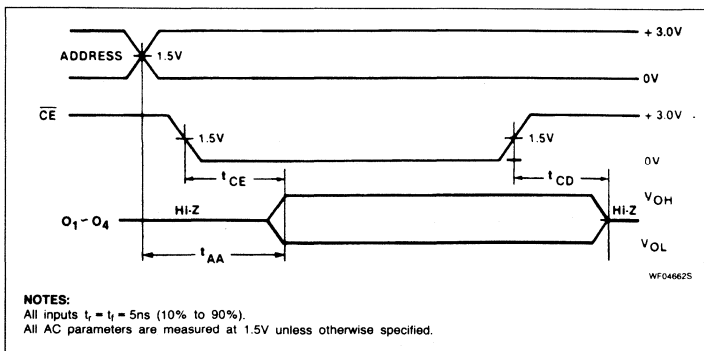 + 3.0V
ADDRESS
1.5V
0V
CE
+ 3.0V
1.5V
1.5V
0V
tCE
tCD
Hi-Z
Hi-Z
VOH
O1–O4
tAA
VOL
WF04662S
NOTES:
All inputs tr = tf = 5ns (10% to 90%).
All AC parameters are measured at 1.5V unless otherwise specified.